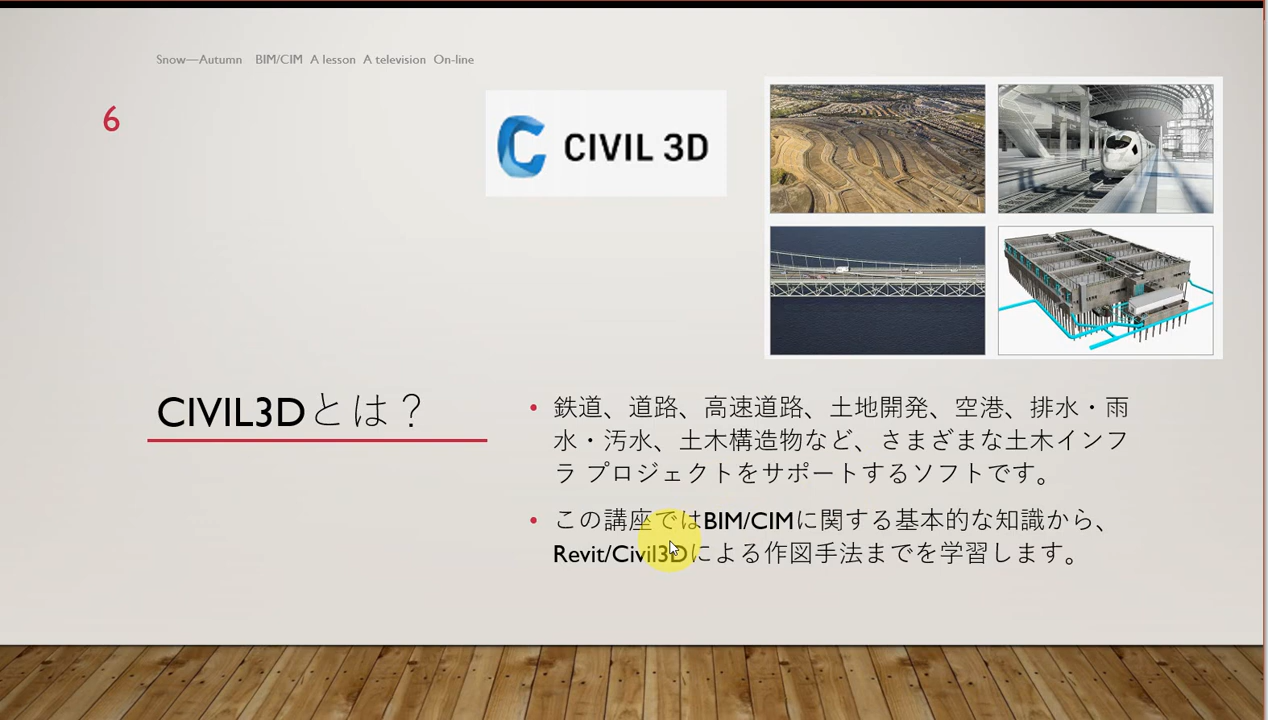 Snow—Autumn BIM/CIM A lesson A television On-line
6
CIVIL 3D
CIVIL3Dとは？
• 鉄道、道路、高速道路、土地開発、空港、排水・雨
水・汚水、土木構造物など、さまざまな土木インフ
ラ プロジェクトをサポートするソフトです。
• この講座ではBIM/CIMに関する基本的な知識から、
Revit/Civil3Dによる作図手法までを学習します。